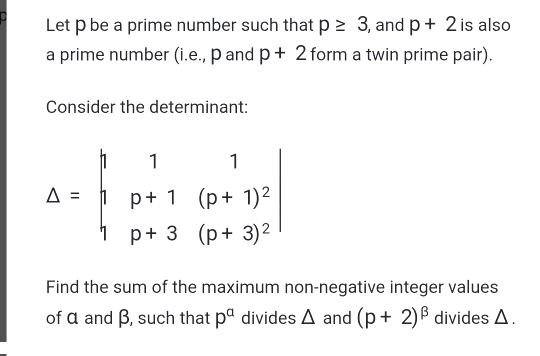 p
Let p be a prime number such that p ≥ 3, and p + 2 is also
a prime number (i.e., p and p + 2 form a twin prime pair).
Consider the determinant:
Δ = | 1 1 1 |
| 1 p + 1 (p + 1)² |
| 1 p + 3 (p + 3)² |
Find the sum of the maximum non-negative integer values
of α and β, such that p^α divides Δ and (p + 2)^β divides Δ.